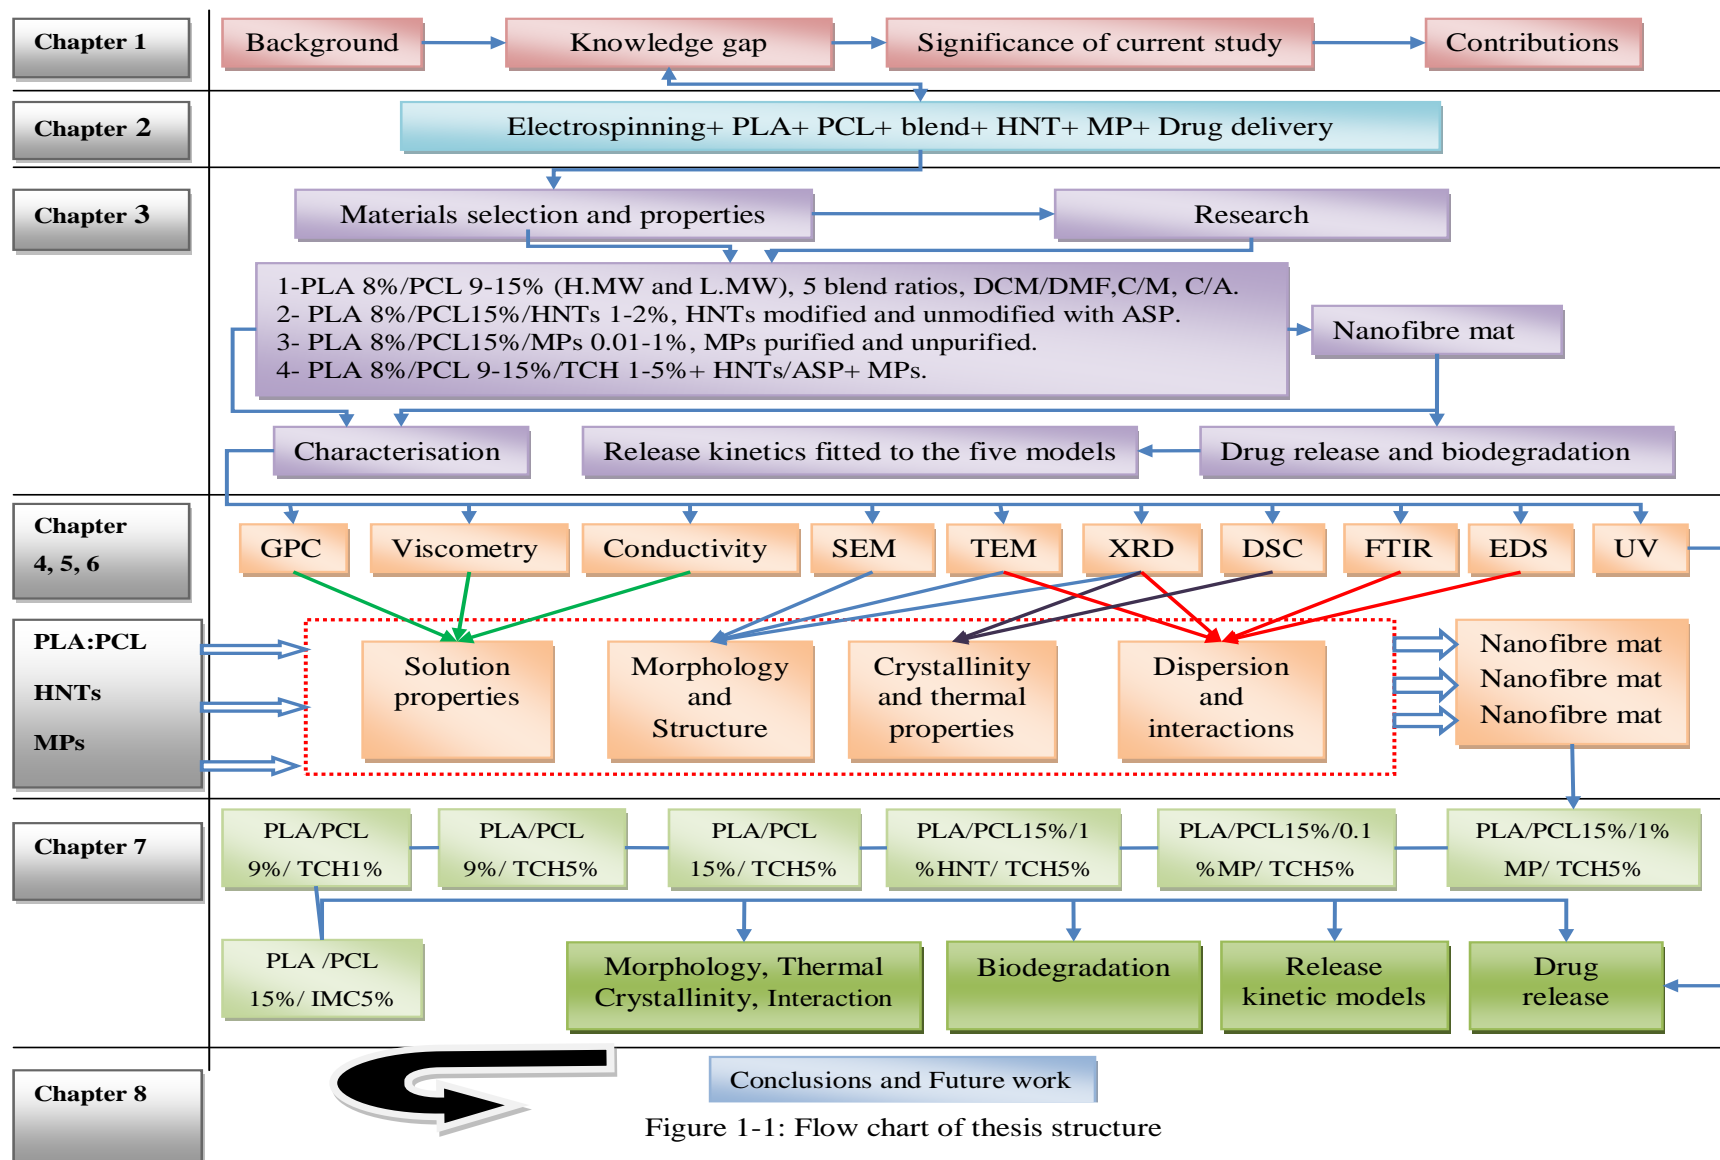 Chapter 1
Background
Knowledge gap
Significance of current study
Contributions
Chapter 2
Electrospinning+ PLA+ PCL+ blend+ HNT+ MP+ Drug delivery
Chapter 3
Materials selection and properties
Research
1-PLA 8%/PCL 9-15% (H.MW and L.MW), 5 blend ratios, DCM/DMF,C/M, C/A.
2- PLA 8%/PCL15%/HNTs 1-2%, HNTs modified and unmodified with ASP.
3- PLA 8%/PCL15%/MPs 0.01-1%, MPs purified and unpurified.
4- PLA 8%/PCL 9-15%/TCH 1-5%+ HNTs/ASP+ MPs.
Nanofibre mat
Characterisation
Release kinetics fitted to the five models
Drug release and biodegradation
Chapter
4, 5, 6
GPC
Viscometry
Conductivity
SEM
TEM
XRD
DSC
FTIR
EDS
UV
PLA:PCL
HNTs
MPs
Solution
properties
Morphology
and
Structure
Crystallinity
and thermal
properties
Dispersion
and
interactions
Nanofibre mat
Nanofibre mat
Nanofibre mat
Chapter 7
PLA/PCL
9%/ TCH1%
PLA/PCL
9%/ TCH5%
PLA/PCL
15%/ TCH5%
PLA/PCL15%/1
%HNT/ TCH5%
PLA/PCL15%/0.1
%MP/ TCH5%
PLA/PCL15%/1%
MP/ TCH5%
PLA /PCL
15%/ IMC5%
Morphology, Thermal
Crystallinity, Interaction
Biodegradation
Release
kinetic models
Drug
release
Chapter 8
Conclusions and Future work
Figure 1-1: Flow chart of thesis structure